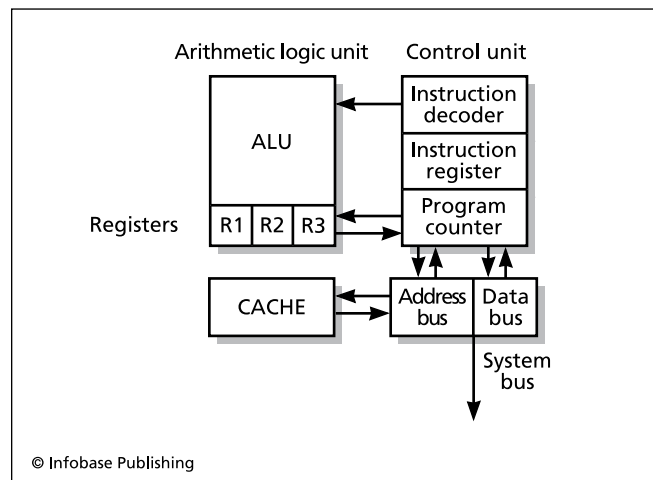 Arithmetic logic unit
Control unit
ALU
Instruction
decoder
Instruction
register
Program
counter
Registers
R1
R2
R3
CACHE
Address
bus
Data
bus
System
bus
© Infobase Publishing